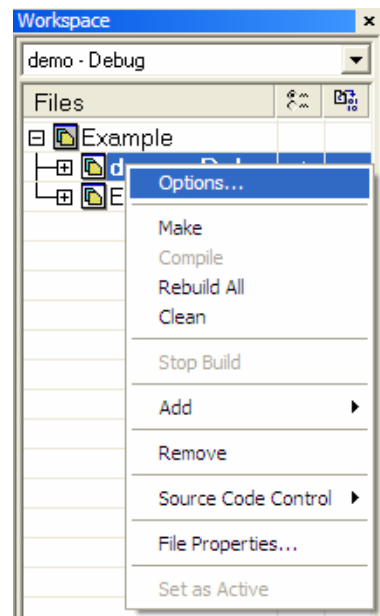 Workspace
demo - Debug
Files
Example
Options...
Make
Compile
Rebuild All
Clean
Stop Build
Add
Remove
Source Code Control
File Properties...
Set as Active